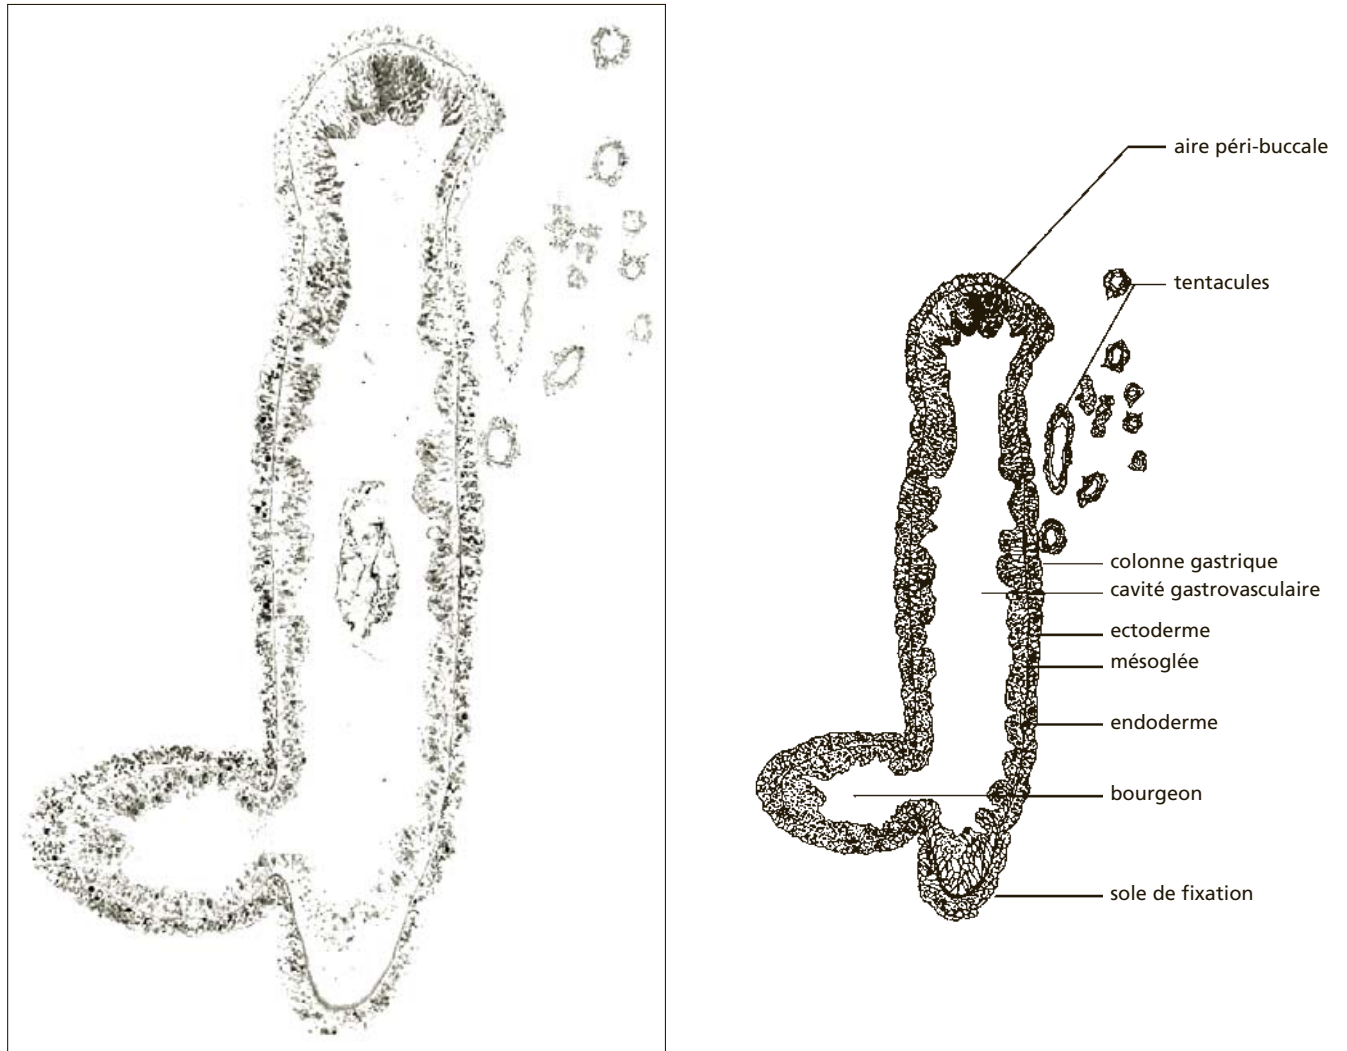 aire péri-buccale
tentacules
colonne gastrique
cavité gastrovasculaire
ectoderme
mésoglée
endoderme
bourgeon
sole de fixation